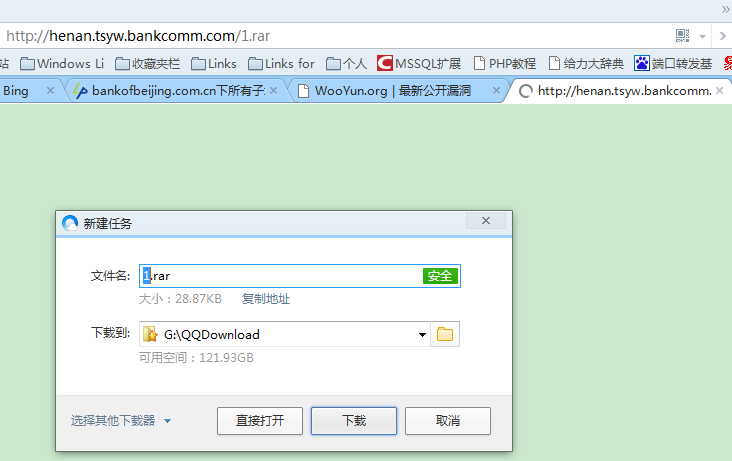 http://henan.tsyw.bankcomm.com/1.rar
站 Windows Li 收藏夹栏 Links Links for 个人 MSSQL扩展 PHP教程 给力大辞典 端口转发基
Bing bankofbeijing.com.cn下所有子 WooYun.org | 最新公开漏洞 http://henan.tsyw.bankcomm.
新建任务
文件名: 1.rar 安全
大小：28.87KB 复制地址
下载到: G:\QQDownload
可用空间：121.93GB
选择其他下载器 直接打开 下载 取消